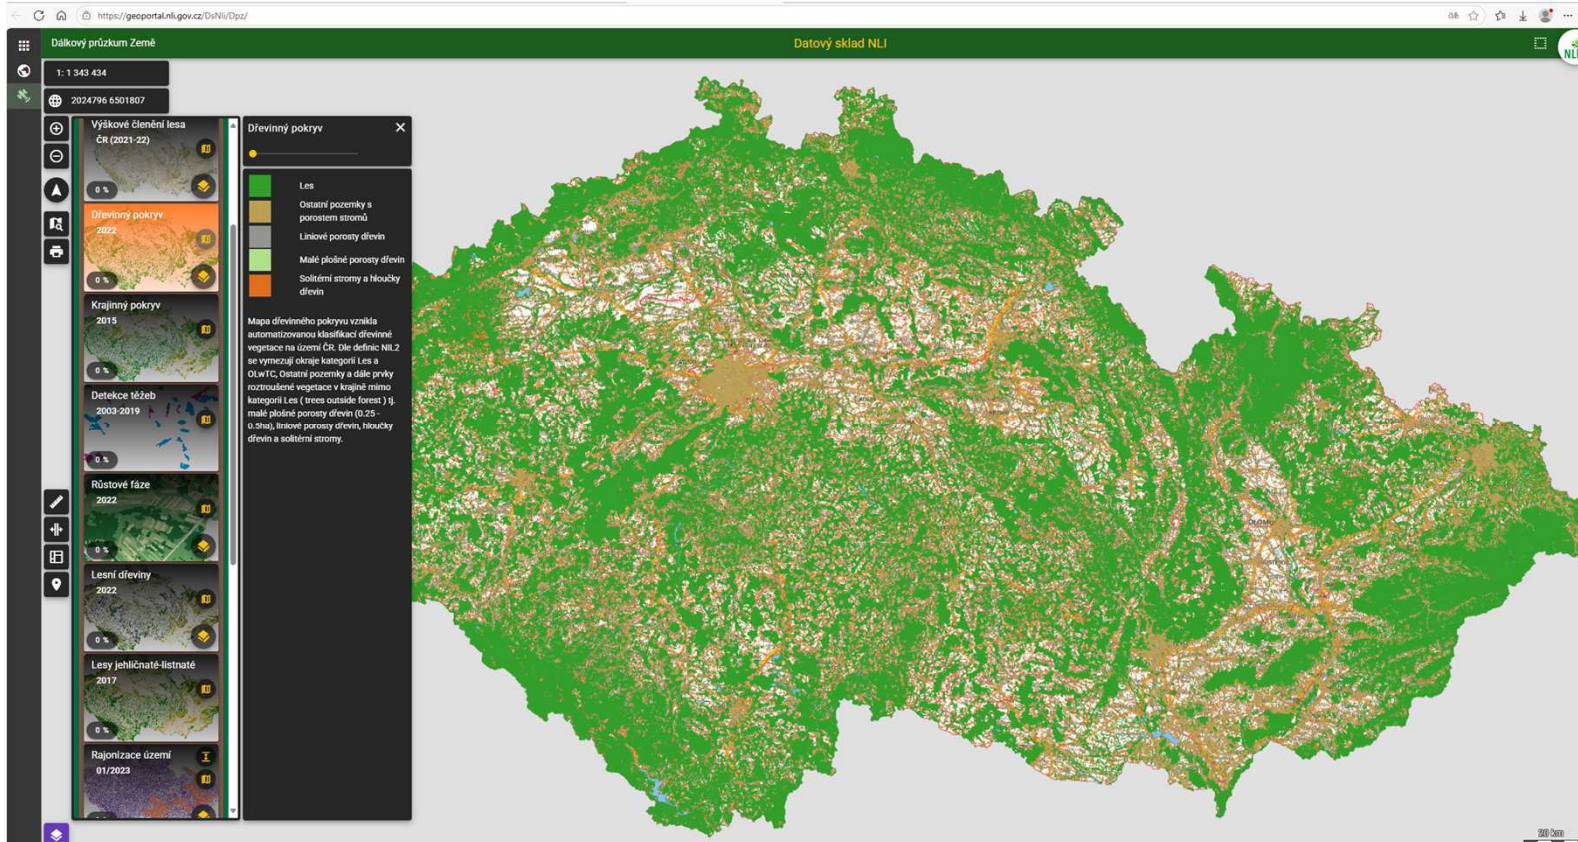 https://geoportal.nli.gov.cz/DsNli/Dpz/
Dálkový průzkum Země
Datový sklad NLI
NLI
1: 1 343 434
2024796 6501807
Výškové členění lesa
ČR (2021-22)
0 %
Dřevinný pokryv
2022
0 %
Krajinný pokryv
2015
0 %
Detekce těžeb
2003-2019
0 %
Růstové fáze
2022
0 %
Lesní dřeviny
2022
0 %
Lesy jehličnaté-listnaté
2017
0 %
Rajonizace území
01/2023
Dřevinný pokryv
Les
Ostatní pozemky s
porostem stromů
Liniové porosty dřevin
Malé plošné porosty dřevin
Solitérní stromy a hloučky
dřevin
Mapa dřevinného pokryvu vznikla
automatizovanou klasifikací dřevinné
vegetace na území ČR. Dle definic NIL2
se vymezují okraje kategorií Les a
OLwTC, Ostatní pozemky a dále prvky
roztroušené vegetace v krajině mimo
kategorii Les ( trees outside forest ) tj.
malé plošné porosty dřevin (0.25 -
0.5ha), liniové porosty dřevin, hloučky
dřevin a solitérní stromy.
20 km